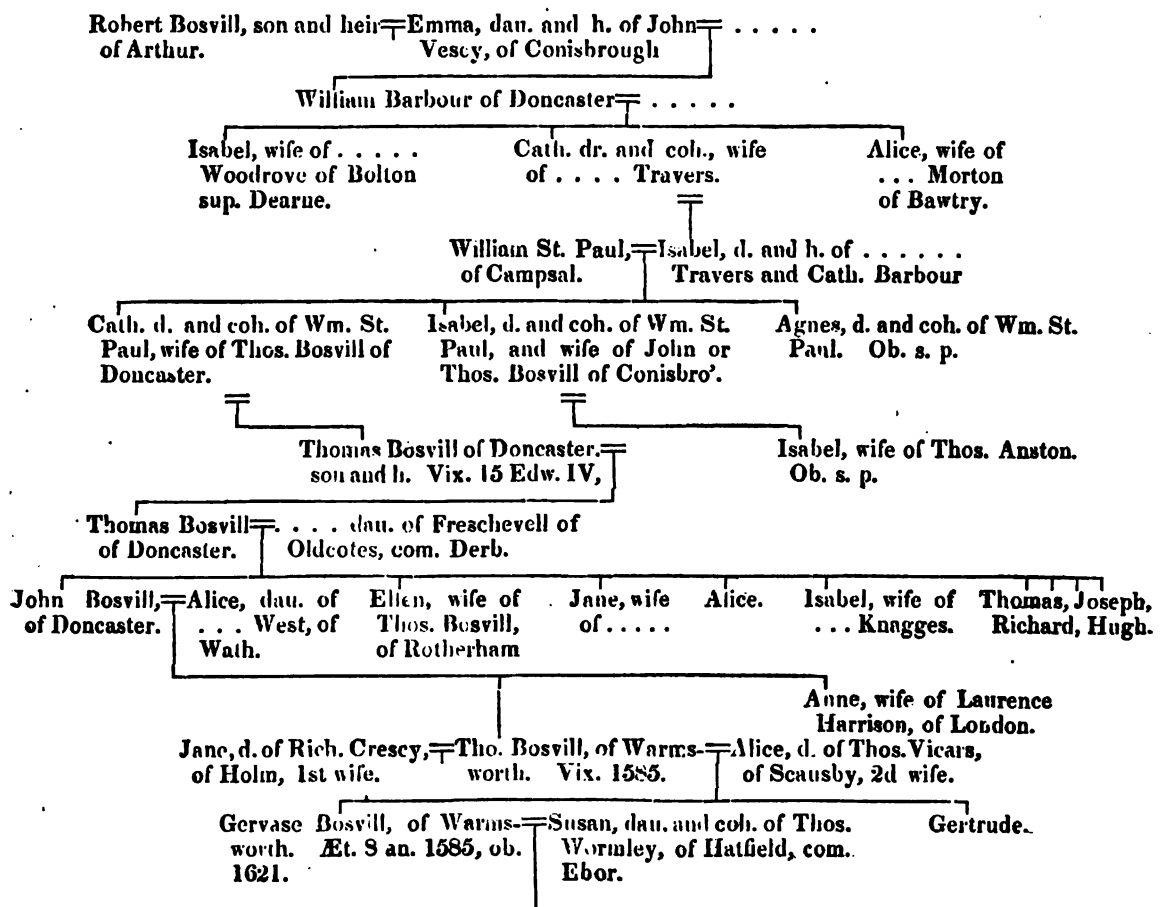 Robert Bosvill, son and heir = Emma, dau. and h. of John = . . . . .
of Arthur. Vescy, of Conisbrough
William Barbour of Doncaster = . . . . .
Isabel, wife of . . . . .
Woodrove of Bolton
sup. Dearne.
Cath. dr. and coh., wife
of . . . . Travers.
Alice, wife of
. . . Morton
of Bawtry.
=
William St. Paul, = Isabel, d. and h. of . . . . . .
of Campsal. Travers and Cath. Barbour
Cath. d. and coh. of Wm. St.
Paul, wife of Thos. Bosvill of
Doncaster.
=
Isabel, d. and coh. of Wm. St.
Paul, and wife of John or
Thos. Bosvill of Conisbro'.
=
Agnes, d. and coh. of Wm. St.
Paul. Ob. s. p.
Thomas Bosvill of Doncaster. =
son and h. Vix. 15 Edw. IV,
Isabel, wife of Thos. Anston.
Ob. s. p.
Thomas Bosvill = . . . . dau. of Freschevell of
of Doncaster. Oldcotes, com. Derb.
John Bosvill, = Alice, dau. of
of Doncaster. . . . West, of
Wath.
Ellen, wife of
Thos. Bosvill,
of Rotherham
Jane, wife
of . . . . .
Alice.
Isabel, wife of
. . . Knagges.
Thomas, Joseph,
Richard, Hugh.
Anne, wife of Laurence
Harrison, of London.
Jane, d. of Rich. Crescy, = Tho. Bosvill, of Warms- = Alice, d. of Thos. Vicars,
of Holm, 1st wife. worth. Vix. 1585. of Scausby, 2d wife.
Gervase Bosvill, of Warms- = Susan, dau. and coh. of Thos.
worth. Æt. 8 an. 1585, ob. Wormley, of Hatfield, com.
1621. Ebor.
Gertrude.